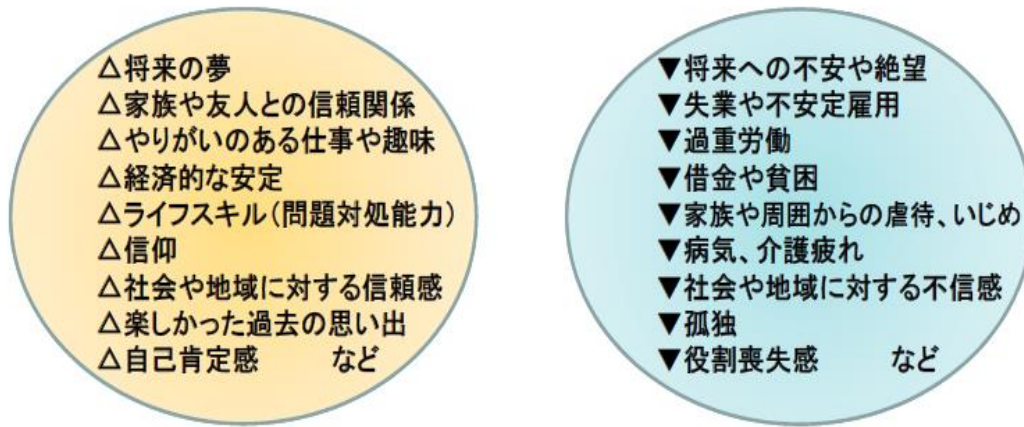 △将来の夢
△家族や友人との信頼関係
△やりがいのある仕事や趣味
△経済的な安定
△ライフスキル(問題対処能力)
△信仰
△社会や地域に対する信頼感
△楽しかった過去の思い出
△自己肯定感　　など
▼将来への不安や絶望
▼失業や不安定雇用
▼過重労働
▼借金や貧困
▼家族や周囲からの虐待、いじめ
▼病気、介護疲れ
▼社会や地域に対する不信感
▼孤独
▼役割喪失感　　など